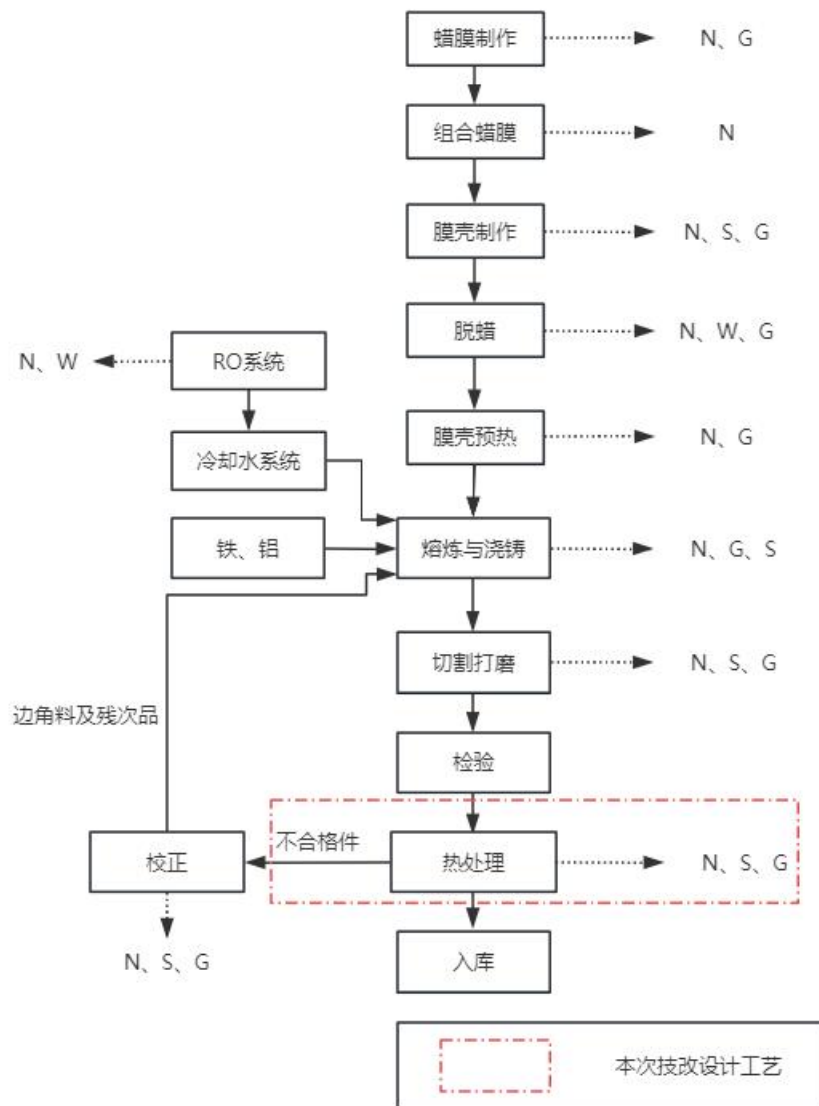 蜡膜制作
N、G
组合蜡膜
N
膜壳制作
N、S、G
脱蜡
N、W、G
N、W
RO系统
膜壳预热
N、G
冷却水系统
铁、铝
熔炼与浇铸
N、G、S
切割打磨
N、S、G
边角料及残次品
检验
不合格件
校正
热处理
N、S、G
N、S、G
入库
本次技改设计工艺